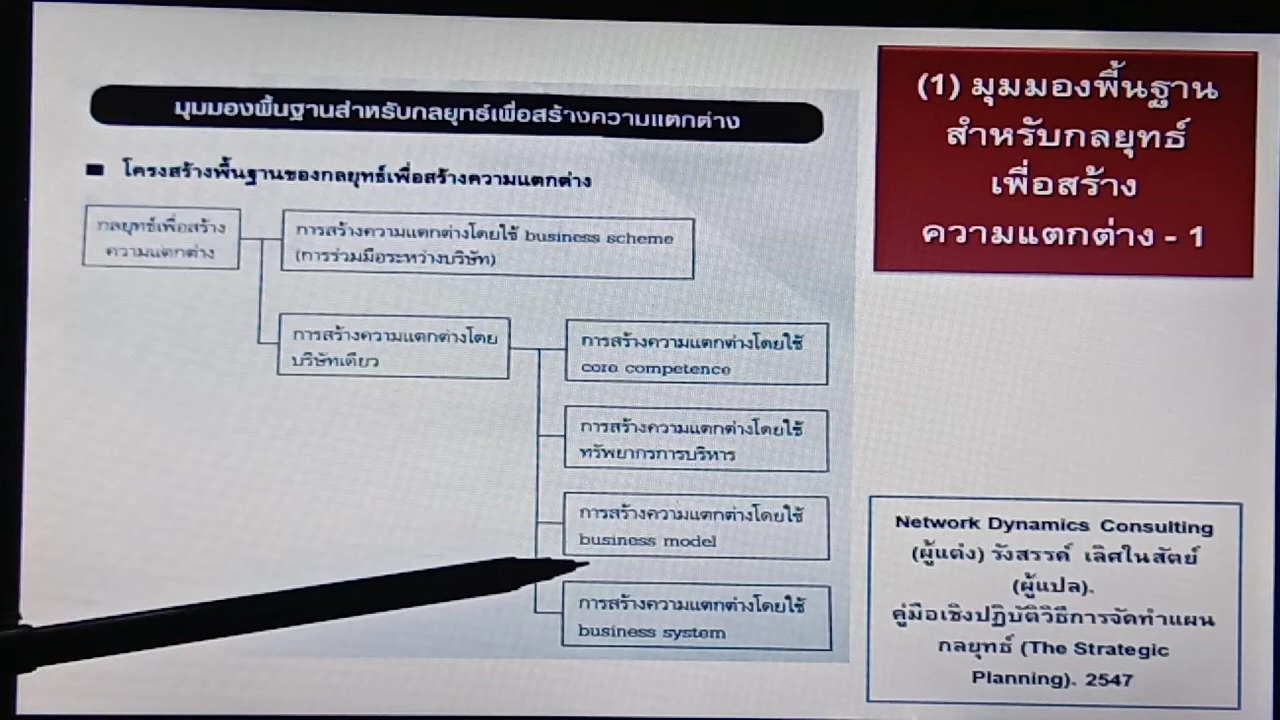 มุมมองพื้นฐานสำหรับกลยุทธ์เพื่อสร้างความแตกต่าง
โครงสร้างพื้นฐานของกลยุทธ์เพื่อสร้างความแตกต่าง
กลยุทธ์เพื่อสร้าง
ความแตกต่าง
การสร้างความแตกต่างโดยใช้ business scheme
(การร่วมมือระหว่างบริษัท)
การสร้างความแตกต่างโดย
บริษัทเดียว
การสร้างความแตกต่างโดยใช้
core competence
การสร้างความแตกต่างโดยใช้
ทรัพยากรการบริหาร
การสร้างความแตกต่างโดยใช้
business model
การสร้างความแตกต่างโดยใช้
business system
(1) มุมมองพื้นฐาน
สำหรับกลยุทธ์
เพื่อสร้าง
ความแตกต่าง - 1
Network Dynamics Consulting
(ผู้แต่ง) รังสรรค์ เลิศในสัตย์
(ผู้แปล).
คู่มือเชิงปฏิบัติวิธีการจัดทำแผน
กลยุทธ์ (The Strategic
Planning). 2547